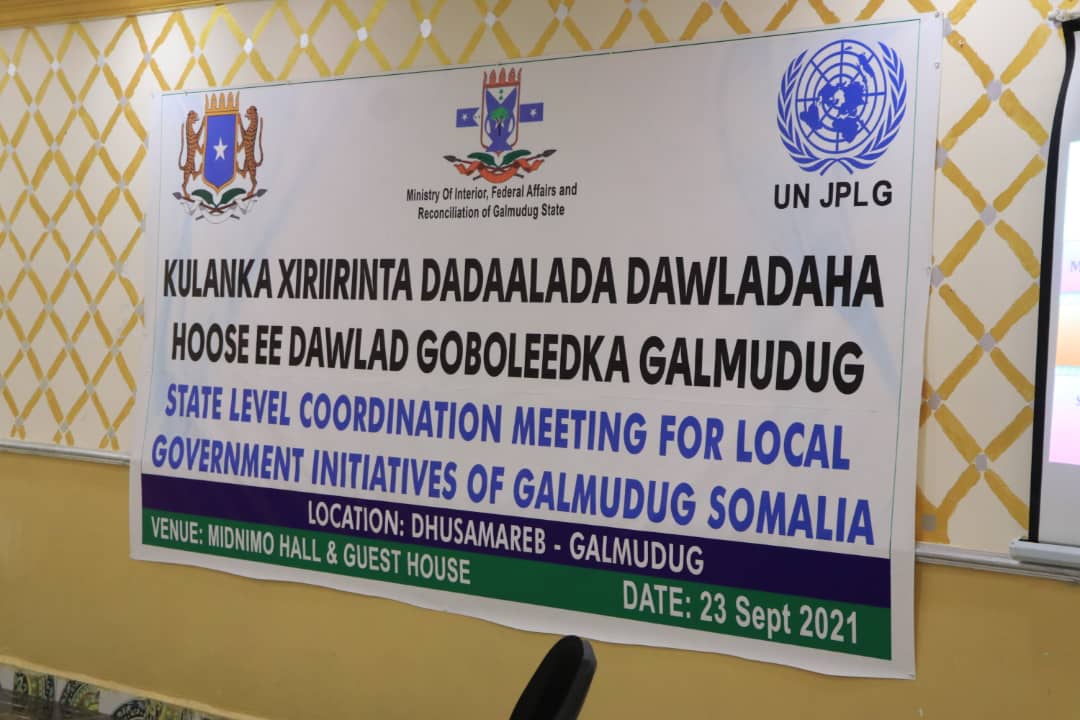 Ministry Of Interior, Federal Affairs and
Reconciliation of Galmudug State
UN JPLG
KULANKA XIRIIRINTA DADAALADA DAWLADAHA
HOOSE EE DAWLAD GOBOLEEDKA GALMUDUG
STATE LEVEL COORDINATION MEETING FOR LOCAL
GOVERNMENT INITIATIVES OF GALMUDUG SOMALIA
LOCATION: DHUSAMAREB - GALMUDUG
VENUE: MIDNIMO HALL & GUEST HOUSE
DATE: 23 Sept 2021